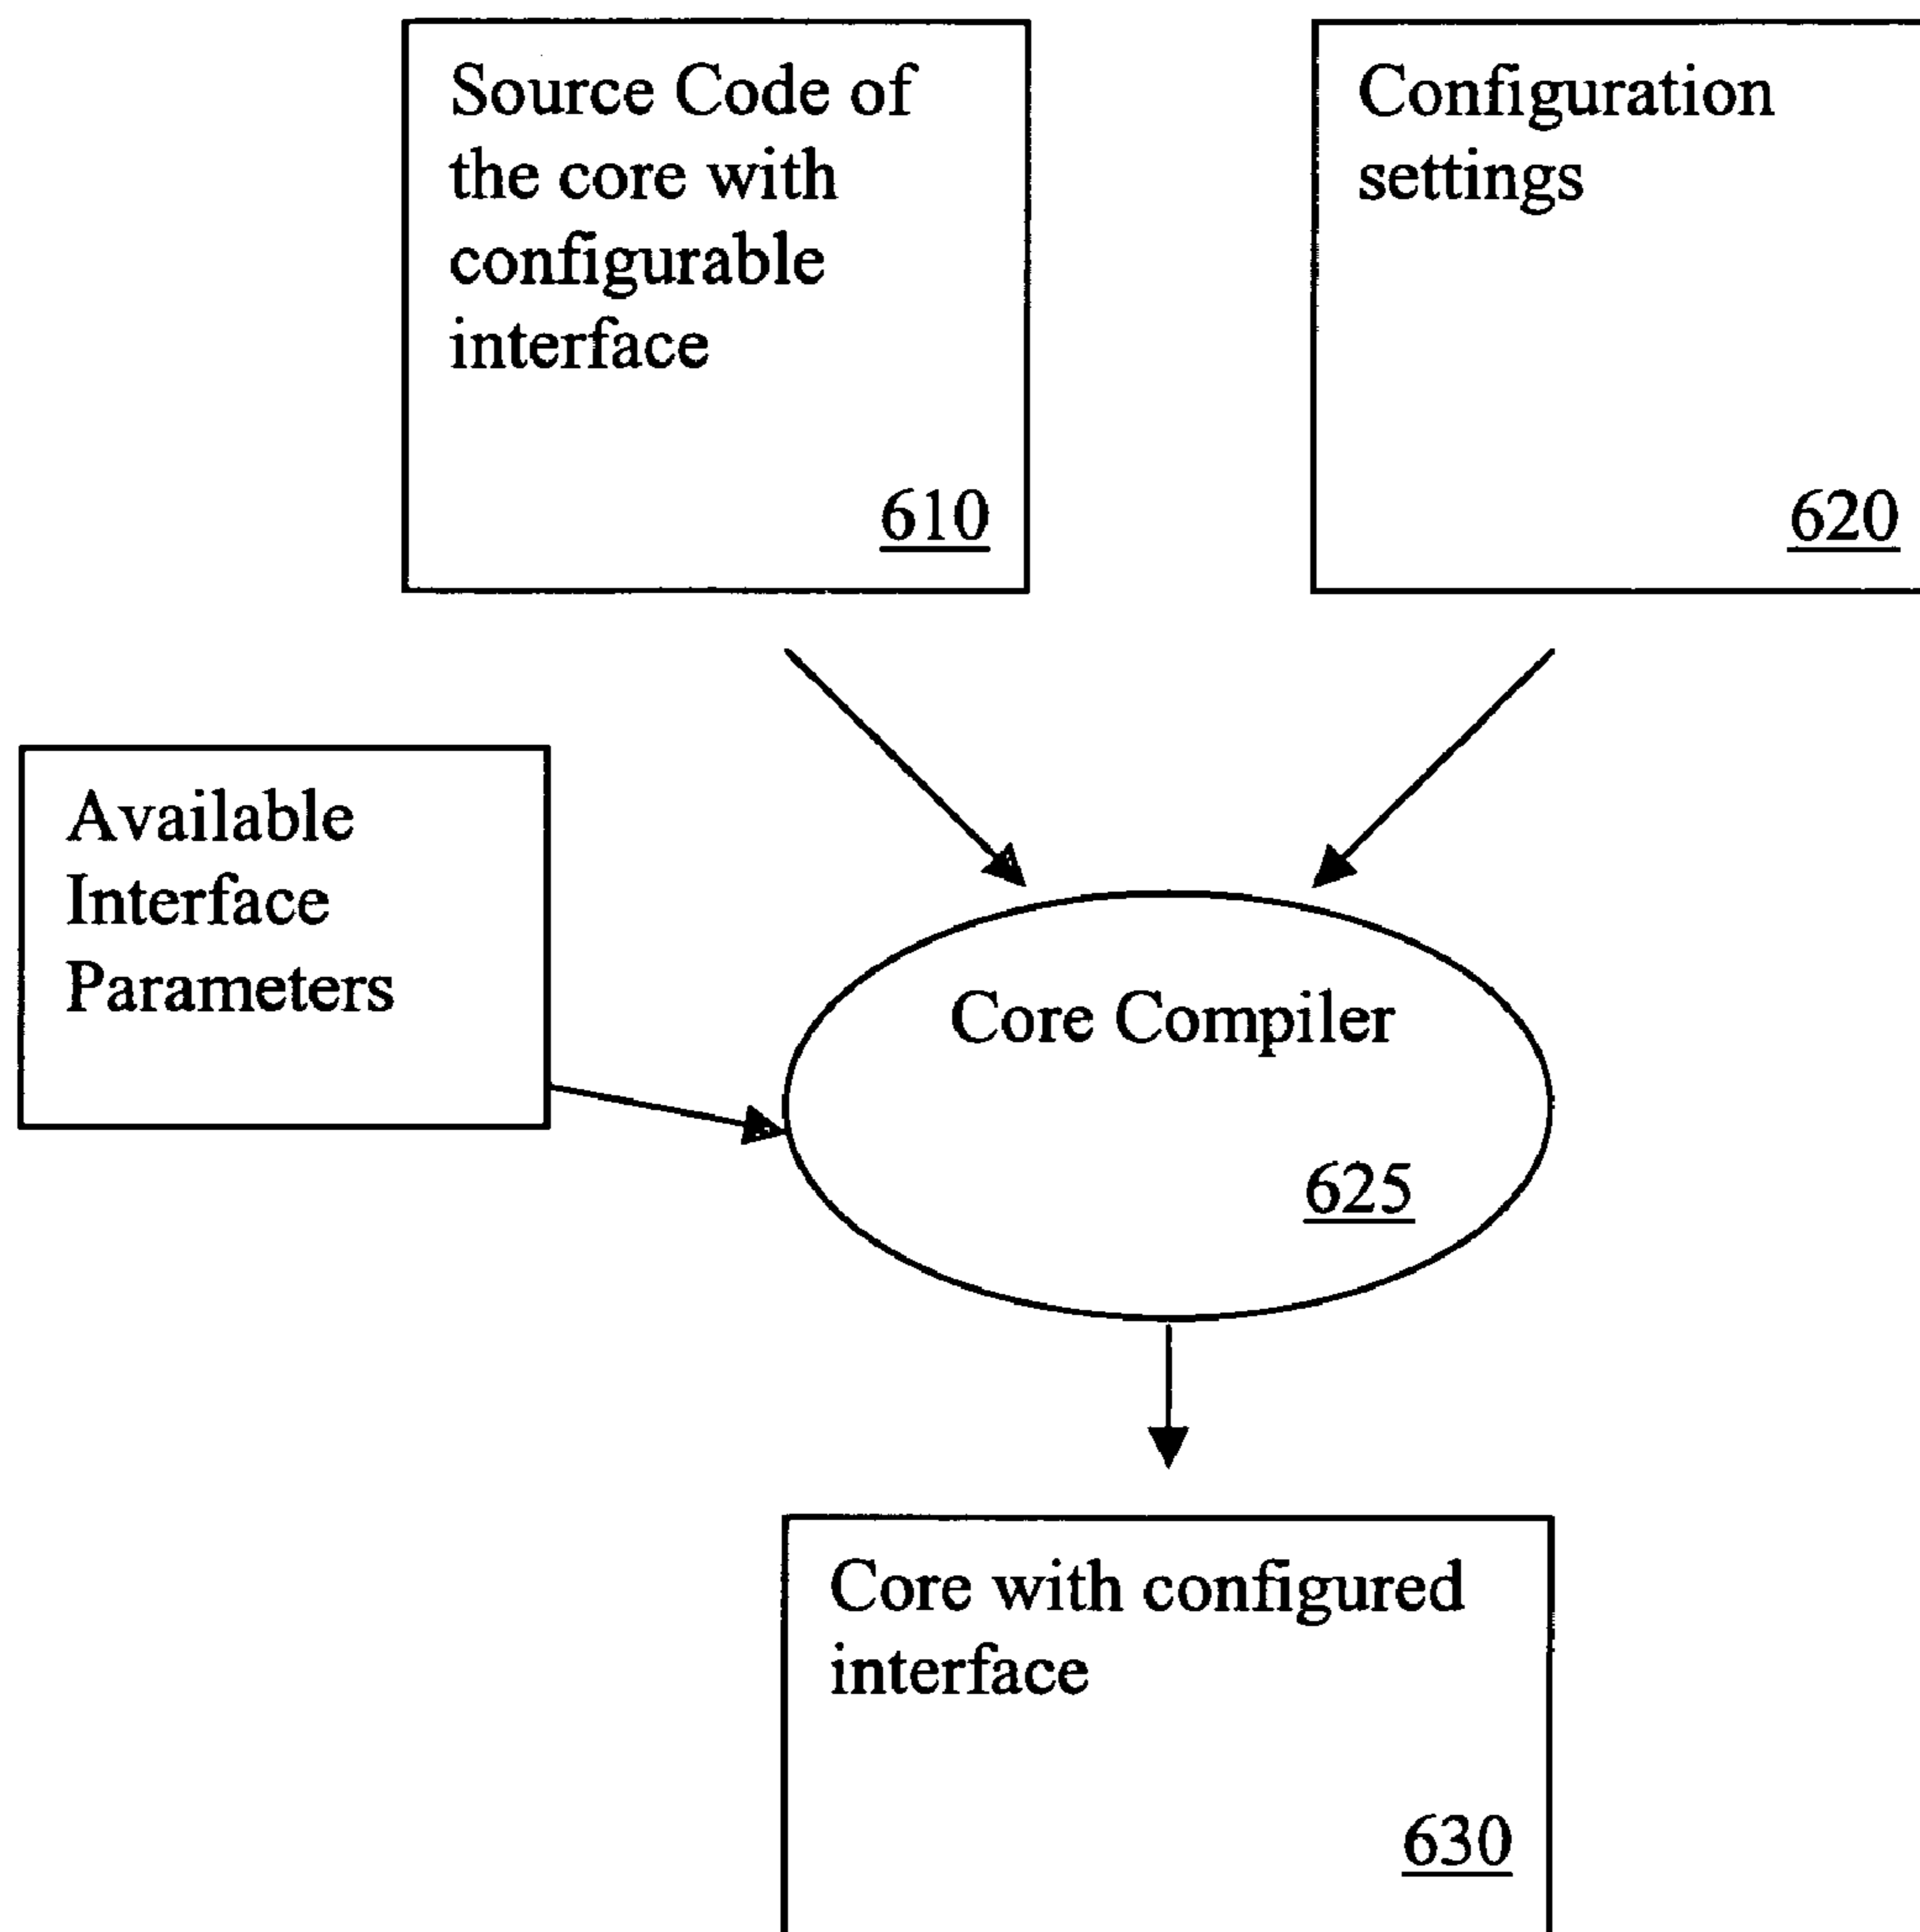 Source Code of
the core with
configurable
interface
610
Configuration
settings
620
Available
Interface
Parameters
Core Compiler
625
Core with configured
interface
630